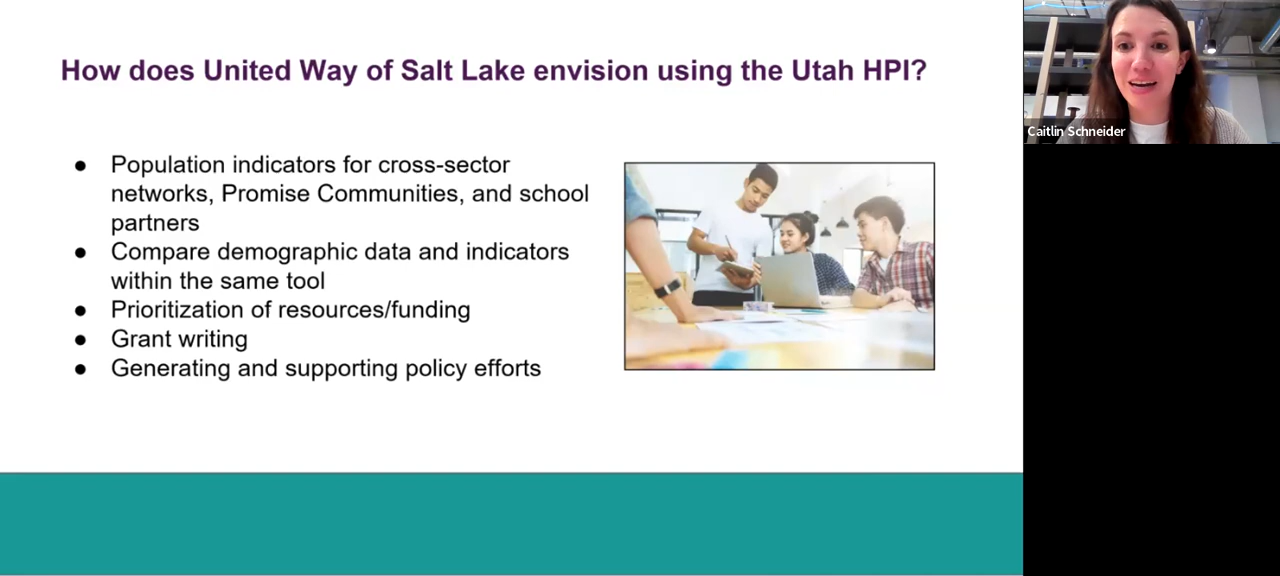 How does United Way of Salt Lake envision using the Utah HPI?
● Population indicators for cross-sector
networks, Promise Communities, and school
partners
● Compare demographic data and indicators
within the same tool
● Prioritization of resources/funding
● Grant writing
● Generating and supporting policy efforts
Caitlin Schneider